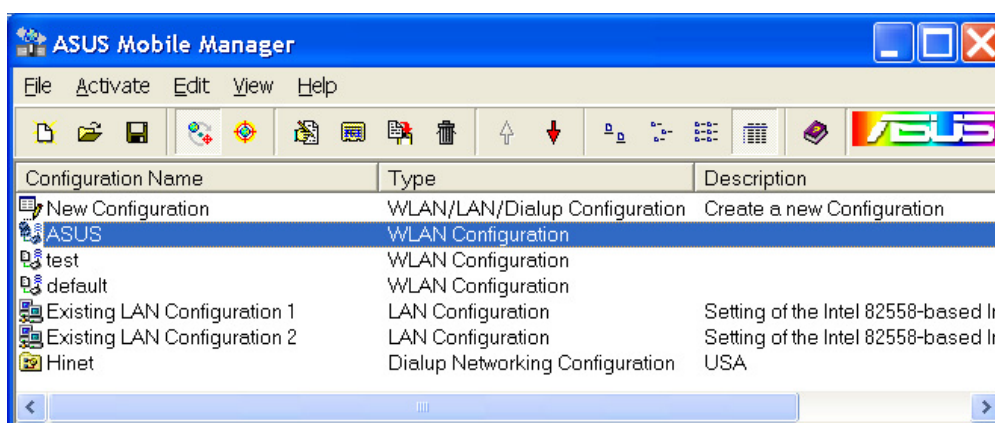 ASUS Mobile Manager
File Activate Edit View Help
ASUS
Configuration Name Type Description
New Configuration WLAN/LAN/Dialup Configuration Create a new Configuration
ASUS WLAN Configuration
test WLAN Configuration
default WLAN Configuration
Existing LAN Configuration 1 LAN Configuration Setting of the Intel 82558-based
Existing LAN Configuration 2 LAN Configuration Setting of the Intel 82558-based
Hinet Dialup Networking Configuration USA